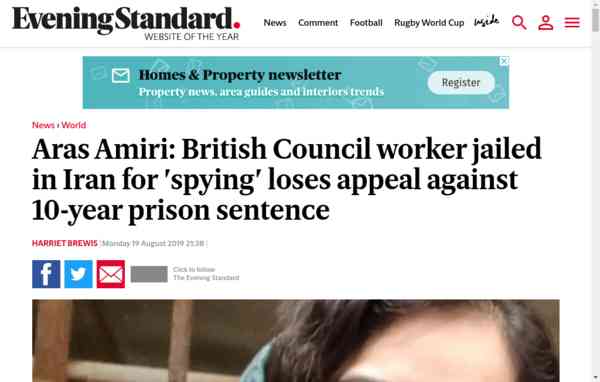 Evening Standard.
WEBSITE OF THE YEAR
News Comment Football Rugby World Cup inside
Homes & Property newsletter
Property news, area guides and interiors trends
Register
News › World
Aras Amiri: British Council worker jailed
in Iran for 'spying' loses appeal against
10-year prison sentence
HARRIET BREWIS | Monday 19 August 2019 21:38 |
Click to follow
The Evening Standard